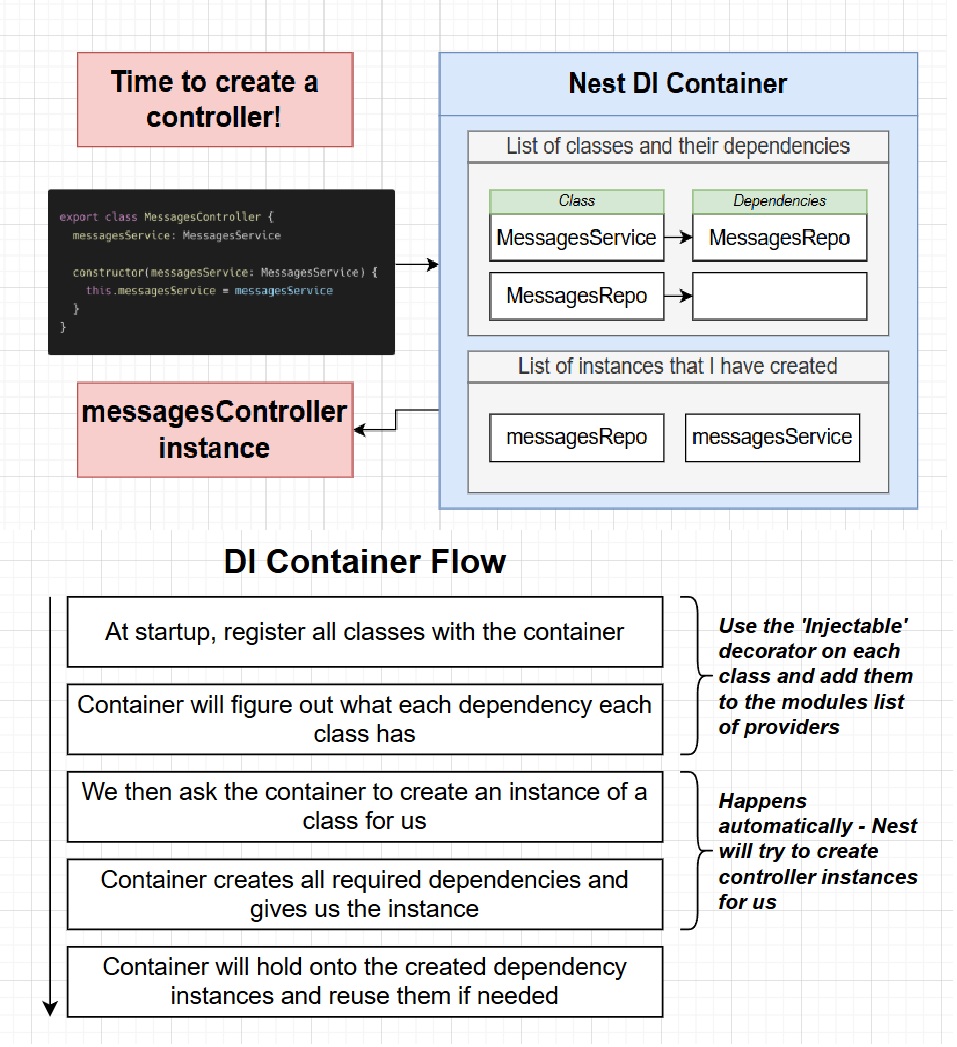 Time to create a
controller!
export class MessagesController {
messagesService: MessagesService
constructor(messagesService: MessagesService) {
this.messagesService = messagesService
}
}
messagesController
instance
Nest DI Container
List of classes and their dependencies
Class
Dependencies
MessagesService
MessagesRepo
MessagesRepo
List of instances that I have created
messagesRepo
messagesService
DI Container Flow
At startup, register all classes with the container
Container will figure out what each dependency each
class has
Use the 'Injectable'
decorator on each
class and add them
to the modules list
of providers
We then ask the container to create an instance of a
class for us
Container creates all required dependencies and
gives us the instance
Happens
automatically - Nest
will try to create
controller instances
for us
Container will hold onto the created dependency
instances and reuse them if needed